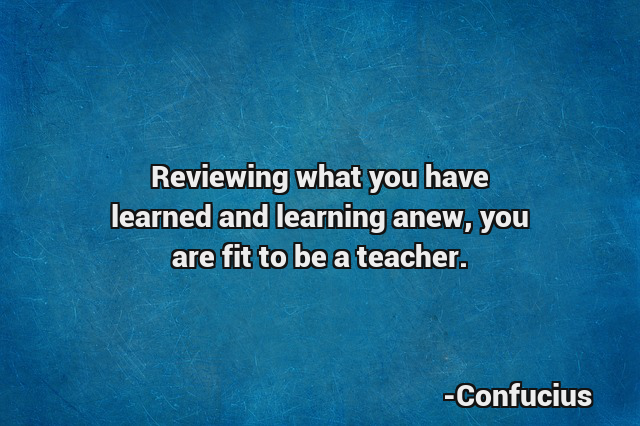 Reviewing what you have
learned and learning anew, you
are fit to be a teacher.
-Confucius